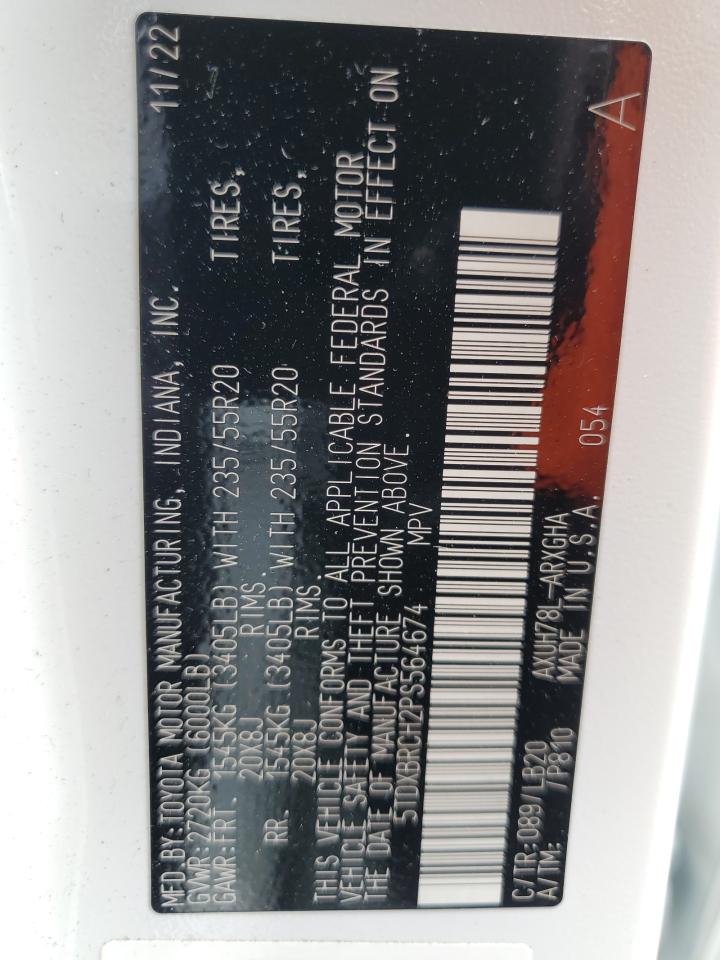 MFD BY: TOYOTA MOTOR MANUFACTURING, INDIANA, INC. 11/22
GVWR: 2720KG (6000LB)
GAWR: FRT. 1545KG (3405LB) WITH 235/55R20 TIRES,
20X8J RIMS
RR. 1545KG (3405LB) WITH 235/55R20 TIRES,
20X8J RIMS.
THIS VEHICLE CONFORMS TO ALL APPLICABLE FEDERAL MOTOR
VEHICLE SAFETY AND THEFT PREVENTION STANDARDS IN EFFECT ON
THE DATE OF MANUFACTURE SHOWN ABOVE.
5TDXBRCH2PS564674 MPV
C/TR: 089/LB20 AXUH78L-ARXGHA
A/TM: /P810 MADE IN U.S.A. 054 A